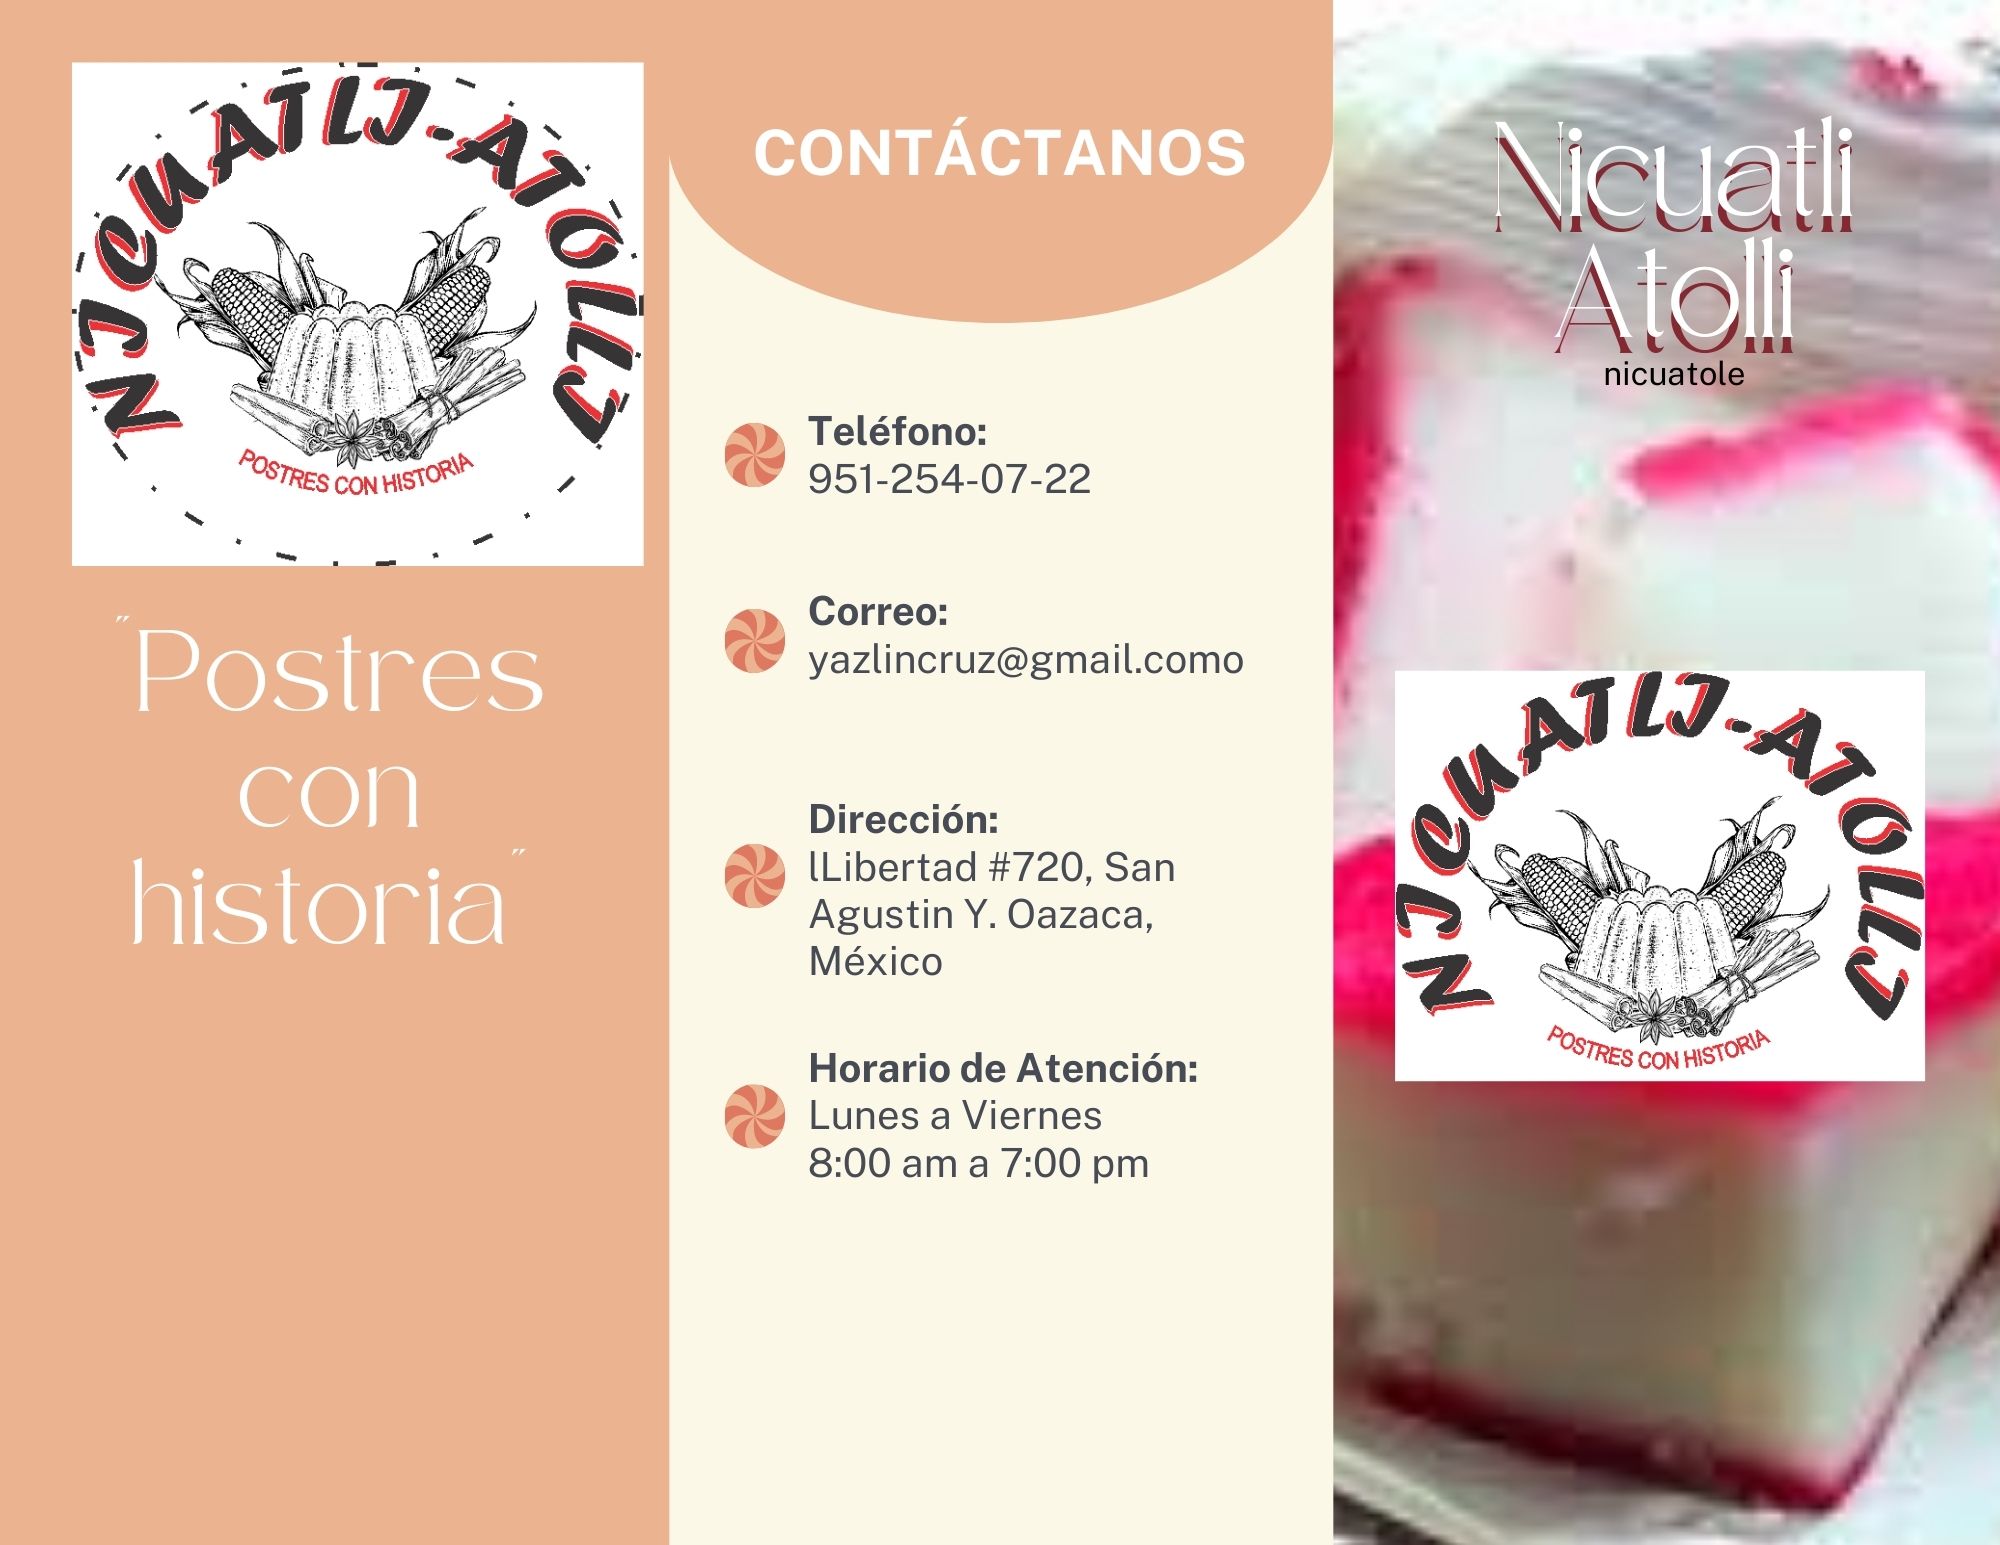 NICUATLI-ATOLLI
POSTRES CON HISTORIA
"Postres
con
historia"
CONTÁCTANOS
Teléfono:
951-254-07-22
Correo:
yazlincruz@gmail.como
Dirección:
lLibertad #720, San
Agustin Y. Oazaca,
México
Horario de Atención:
Lunes a Viernes
8:00 am a 7:00 pm
Nicuatli
Atolli
nicuatole
NICUATLI-ATOLLI
POSTRES CON HISTORIA